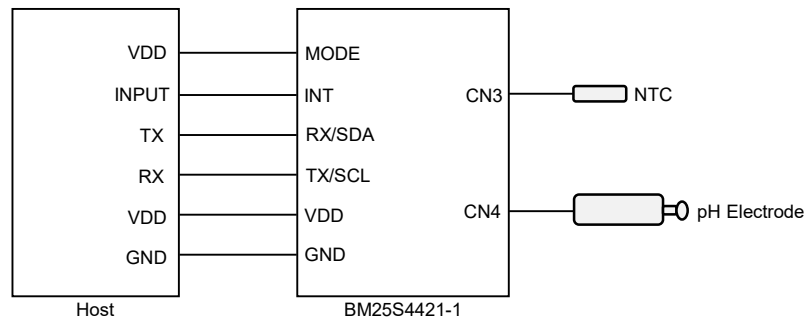 VDD MODE
INPUT INT CN3 NTC
TX RX/SDA
RX TX/SCL
VDD VDD CN4 pH Electrode
GND GND
Host BM25S4421-1